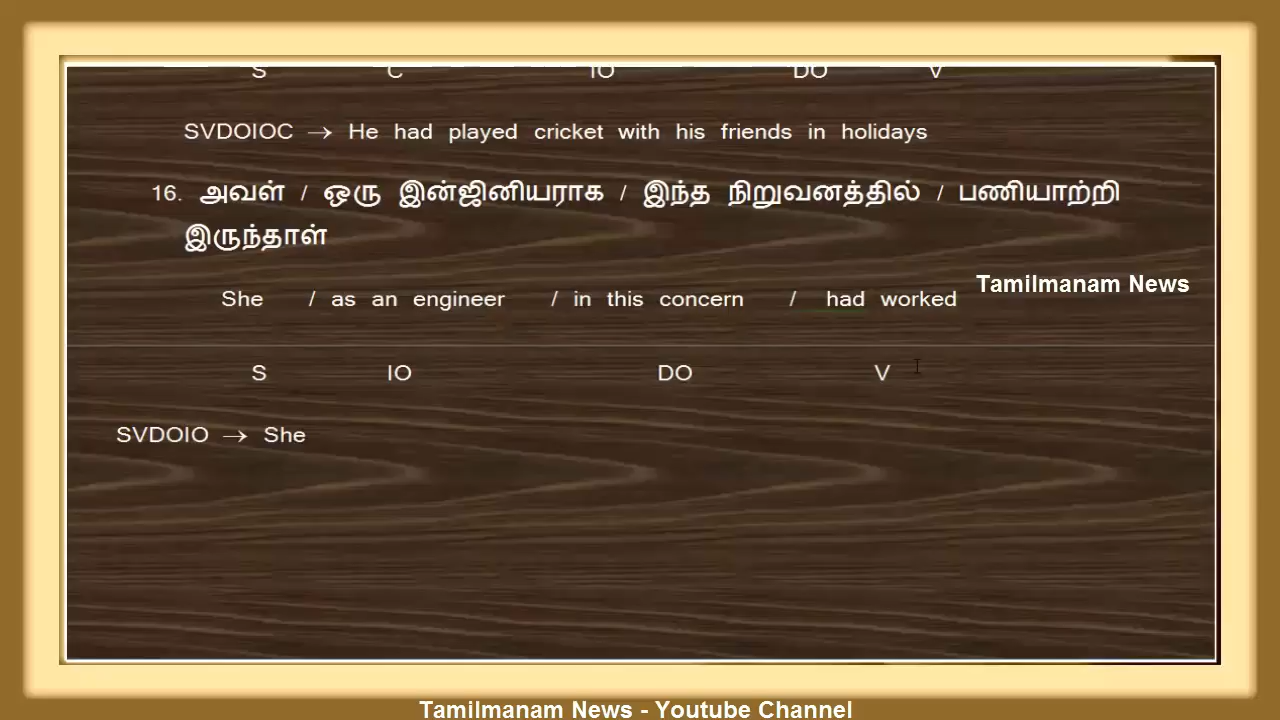 S C IO DO V
SVDOIOC → He had played cricket with his friends in holidays
16. அவள் / ஒரு இன்ஜினியராக / இந்த நிறுவனத்தில் / பணியாற்றி
இருந்தாள்
Tamilmanam News
She / as an engineer / in this concern / had worked
S IO DO V
SVDOIO → She
Tamilmanam News - Youtube Channel